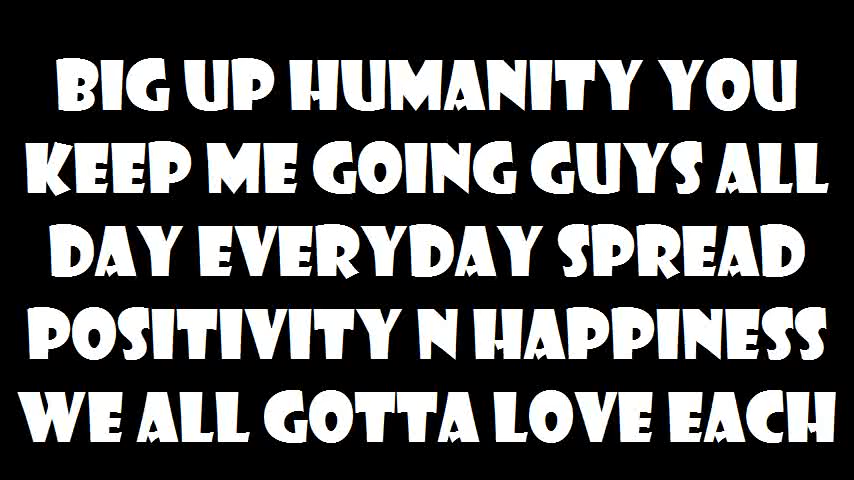 BIG UP HUMANITY YOU
KEEP ME GOING GUYS ALL
DAY EVERYDAY SPREAD
POSITIVITY N HAPPINESS
WE ALL GOTTA LOVE EACH